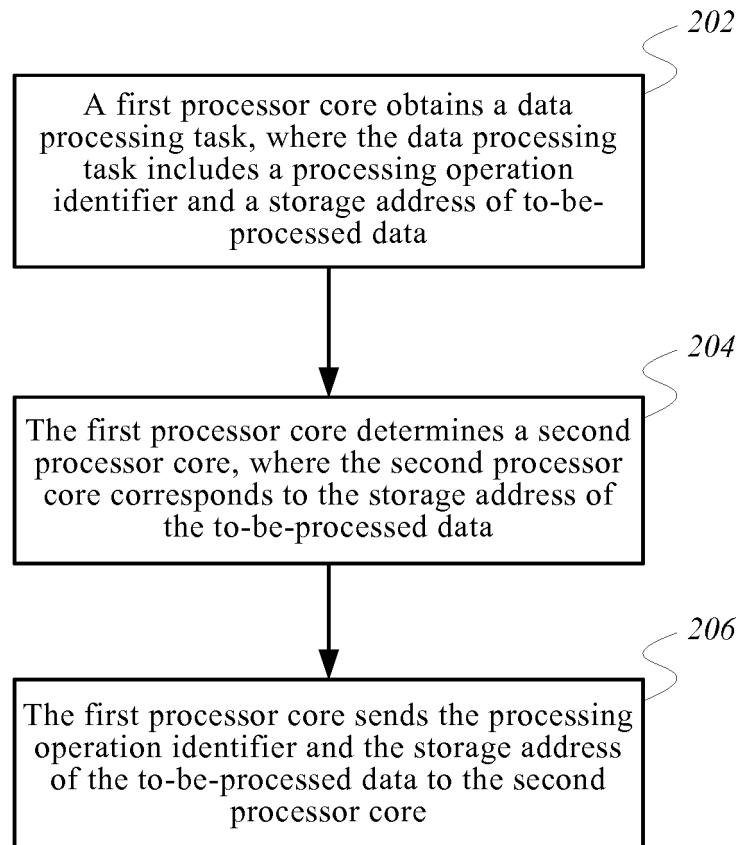 202
A first processor core obtains a data
processing task, where the data processing
task includes a processing operation
identifier and a storage address of to-be-
processed data
204
The first processor core determines a second
processor core, where the second processor
core corresponds to the storage address of
the to-be-processed data
206
The first processor core sends the processing
operation identifier and the storage address
of the to-be-processed data to the second
processor core